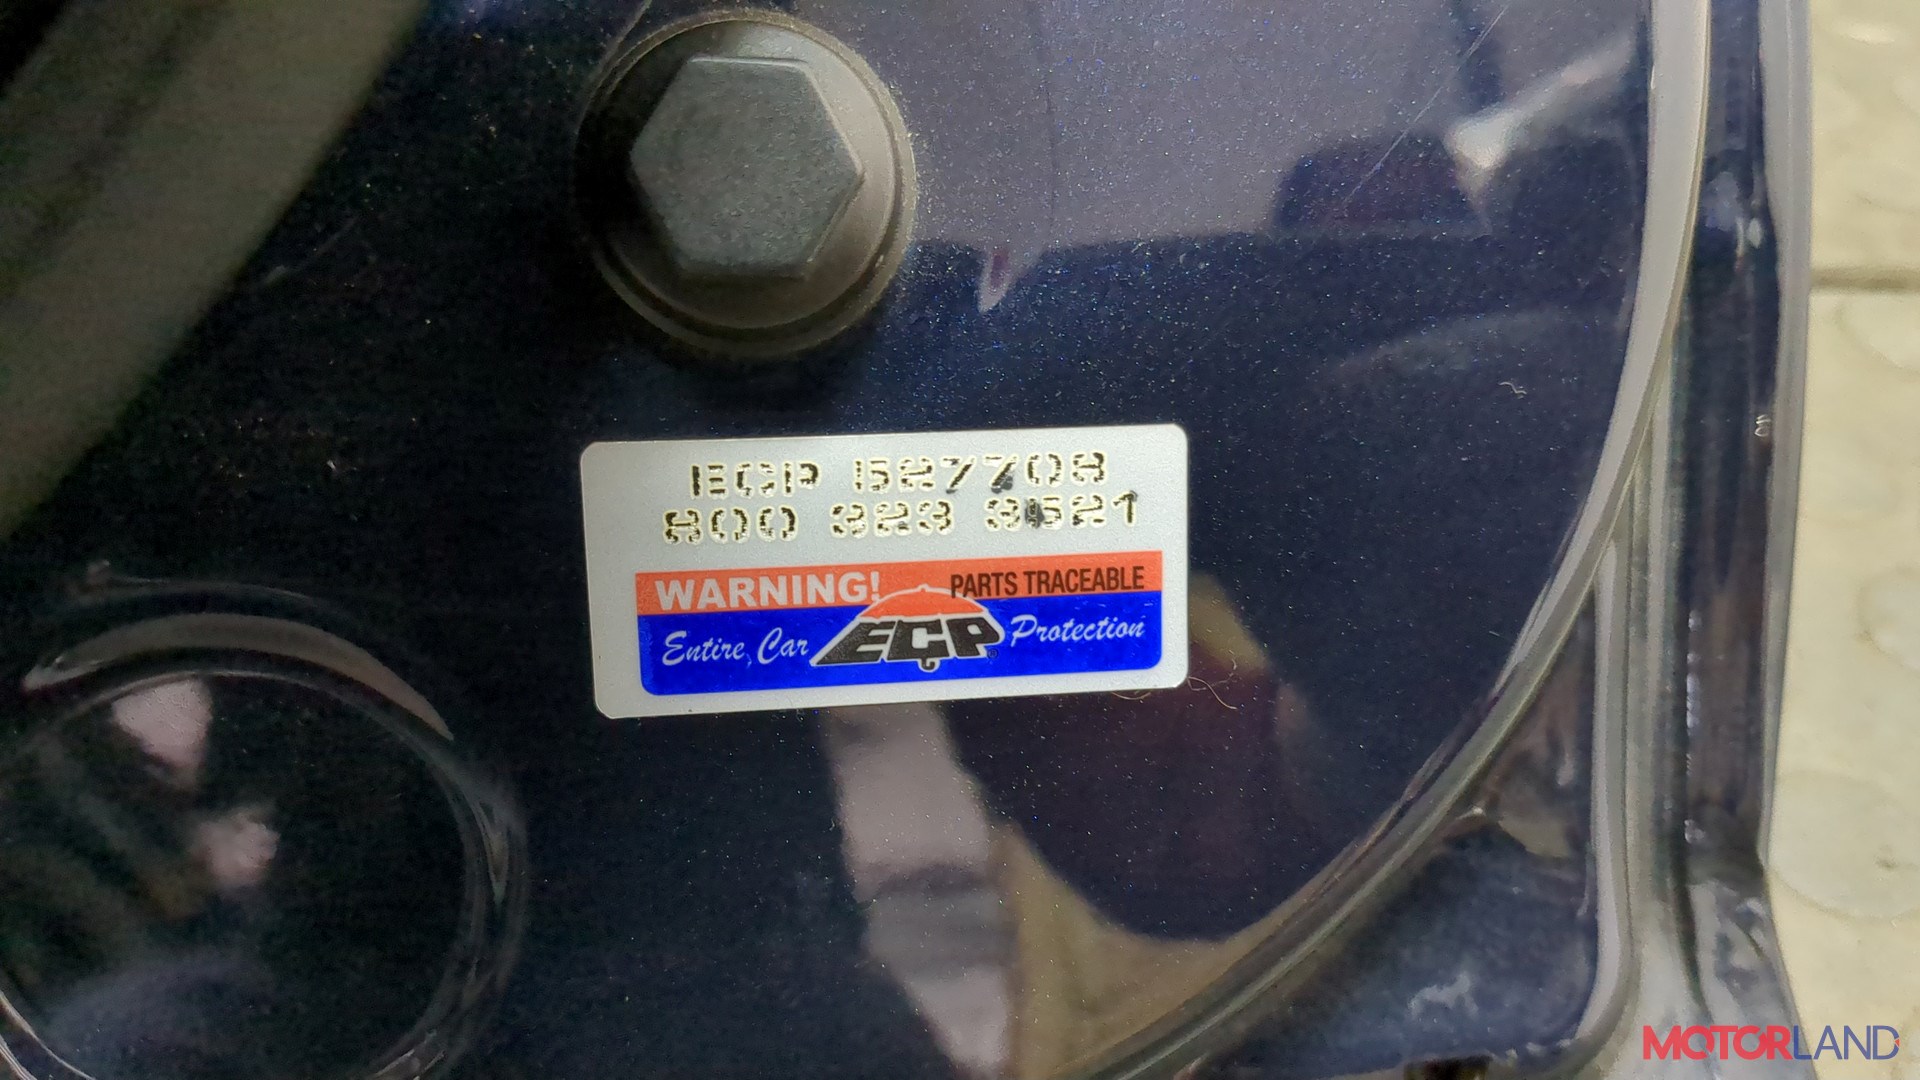 ECP 527708
800 323 3521
WARNING! PARTS TRACEABLE
Entire Car ECP Protection
MOTORLAND